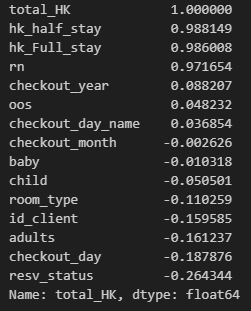 total_HK 1.000000
hk_half_stay 0.988149
hk_Full_stay 0.986008
rn 0.971654
checkout_year 0.088207
oos 0.048232
checkout_day_name 0.036854
checkout_month -0.002626
baby -0.010318
child -0.050501
room_type -0.110259
id_client -0.159585
adults -0.161237
checkout_day -0.187876
resv_status -0.264344
Name: total_HK, dtype: float64